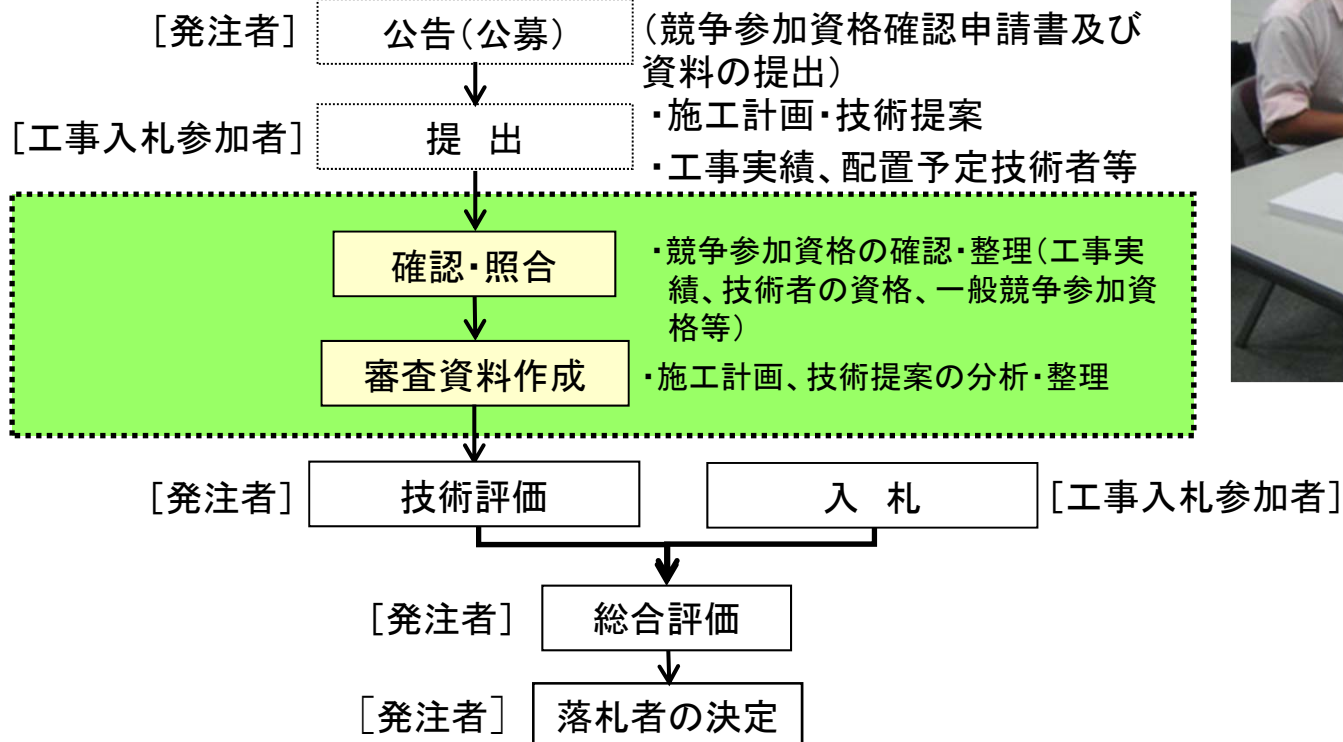 ［発注者］ 公告(公募) (競争参加資格確認申請書及び
資料の提出)
・施工計画・技術提案
［工事入札参加者］ 提 出
・工事実績、配置予定技術者等
確認・照合
・競争参加資格の確認・整理(工事実
績、技術者の資格、一般競争参加資
格等)
審査資料作成 ・施工計画、技術提案の分析・整理
［発注者］ 技術評価 入 札 ［工事入札参加者］
［発注者］ 総合評価
［発注者］ 落札者の決定